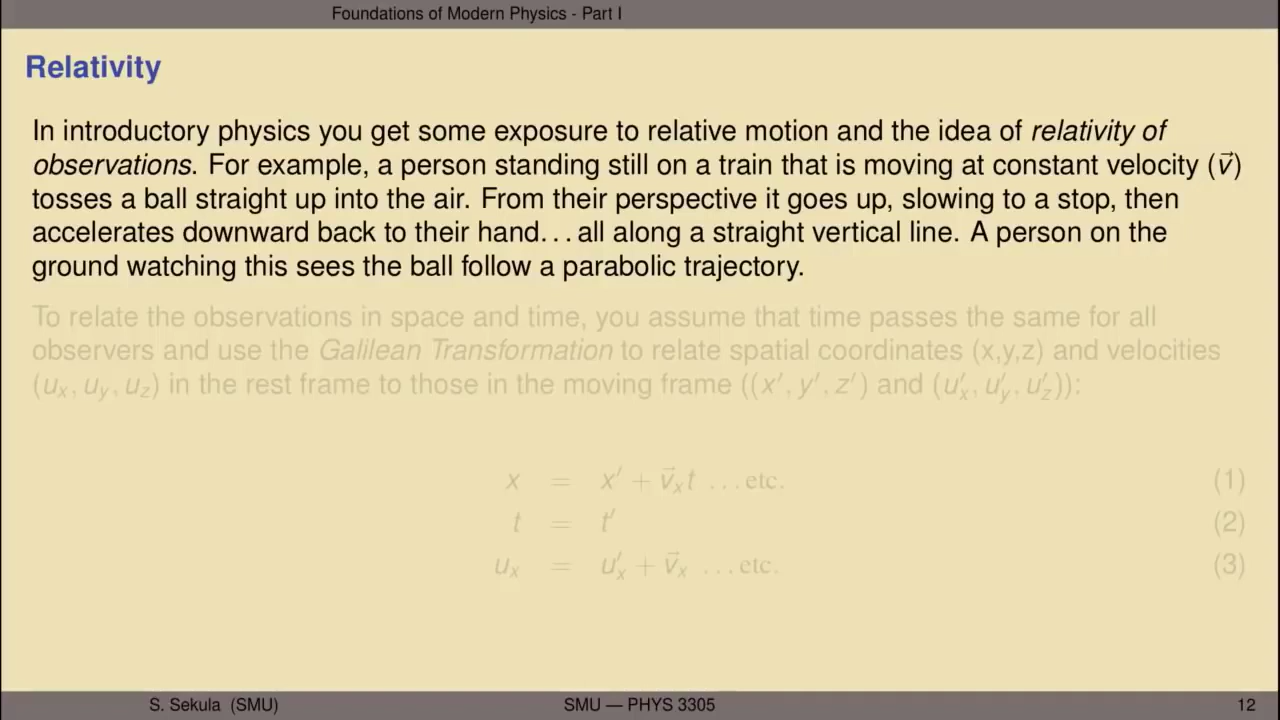 Foundations of Modern Physics - Part I
Relativity
In introductory physics you get some exposure to relative motion and the idea of relativity of
observations. For example, a person standing still on a train that is moving at constant velocity (v⃗)
tosses a ball straight up into the air. From their perspective it goes up, slowing to a stop, then
accelerates downward back to their hand. . . all along a straight vertical line. A person on the
ground watching this sees the ball follow a parabolic trajectory.
To relate the observations in space and time, you assume that time passes the same for all
observers and use the Galilean Transformation to relate spatial coordinates (x,y,z) and velocities
(uₓ, u_y, u_z) in the rest frame to those in the moving frame ((x′, y′, z′) and (u′ₓ, u′_y, u′_z)):
x = x′ + v⃗ₓt . . . etc. (1)
t = t′ (2)
uₓ = u′ₓ + v⃗ₓ . . . etc. (3)
S. Sekula (SMU) SMU — PHYS 3305 12